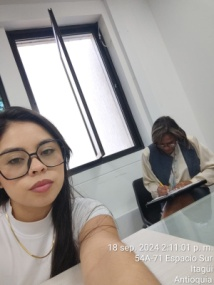 18 sep. 2024 2:11:01 p. m.
54A-71 Espacio Sur
Itagüí
Antioquia